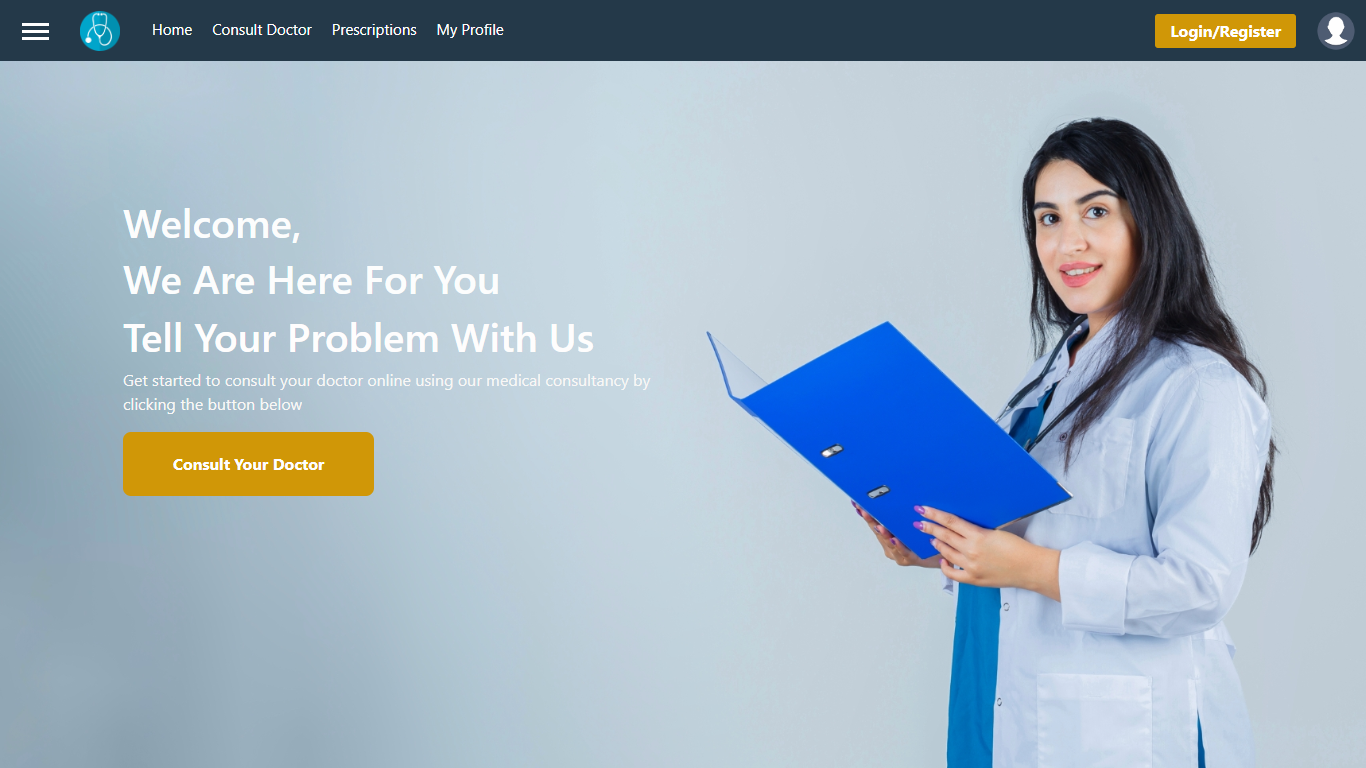 Home
Consult Doctor
Prescriptions
My Profile
Login/Register
Welcome,
We Are Here For You
Tell Your Problem With Us
Get started to consult your doctor online using our medical consultancy by
clicking the button below
Consult Your Doctor